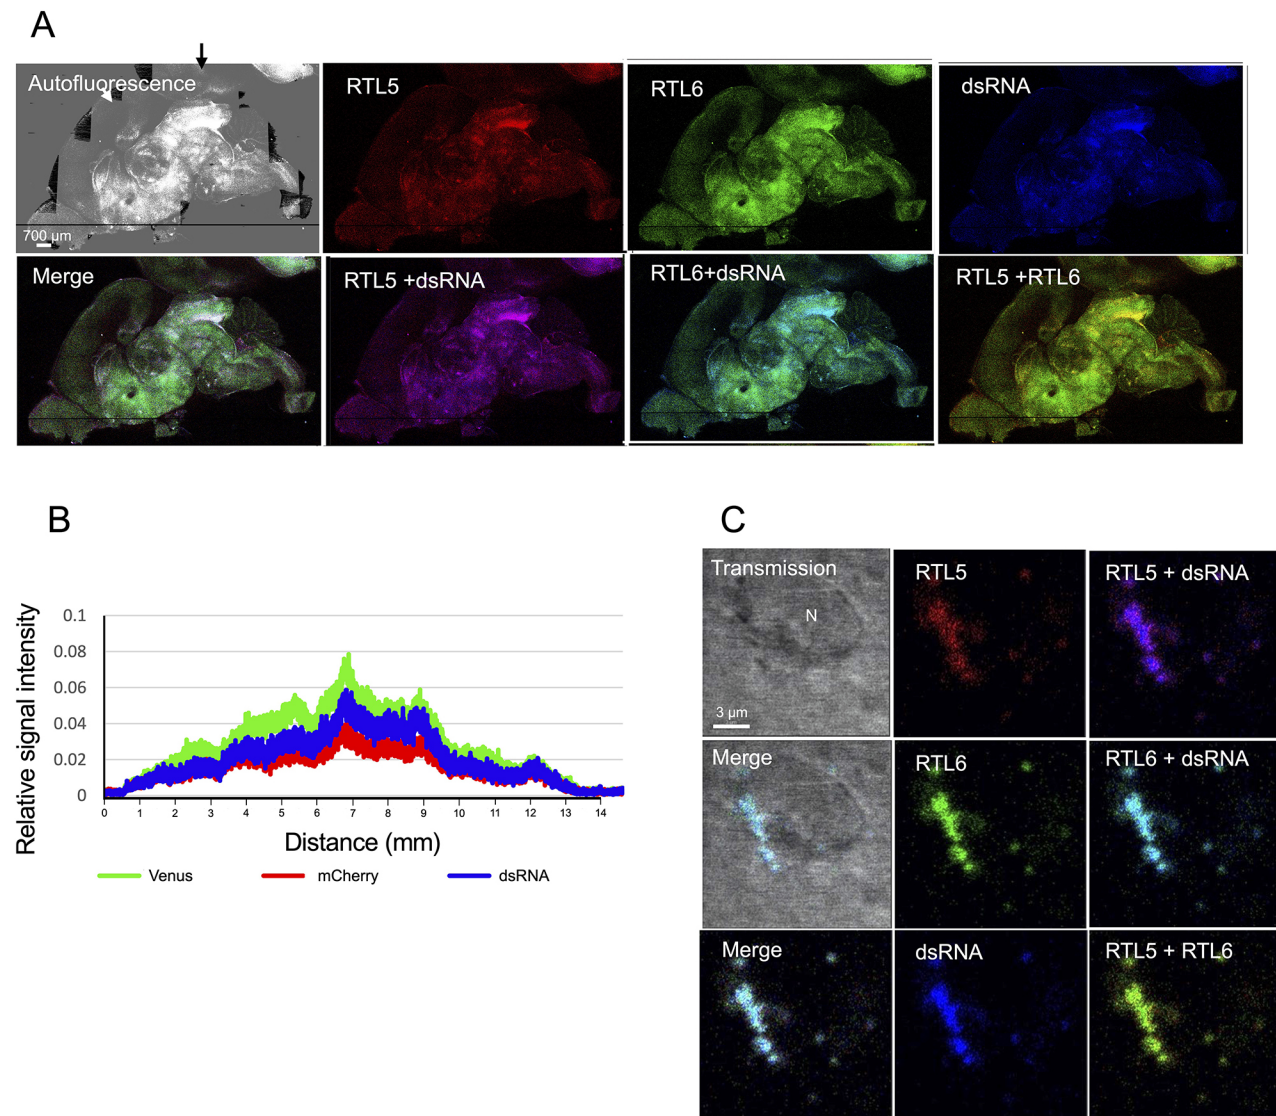 A
Autofluorescence
RTL5
RTL6
dsRNA
700 µm
Merge
RTL5 +dsRNA
RTL6+dsRNA
RTL5 +RTL6
B
Relative signal intensity
0.1
0.08
0.06
0.04
0.02
0
0 1 2 3 4 5 6 7 8 9 10 11 12 13 14
Distance (mm)
Venus mCherry dsRNA
C
Transmission
N
3 µm
RTL5
RTL5 + dsRNA
Merge
RTL6
RTL6 + dsRNA
Merge
dsRNA
RTL5 + RTL6